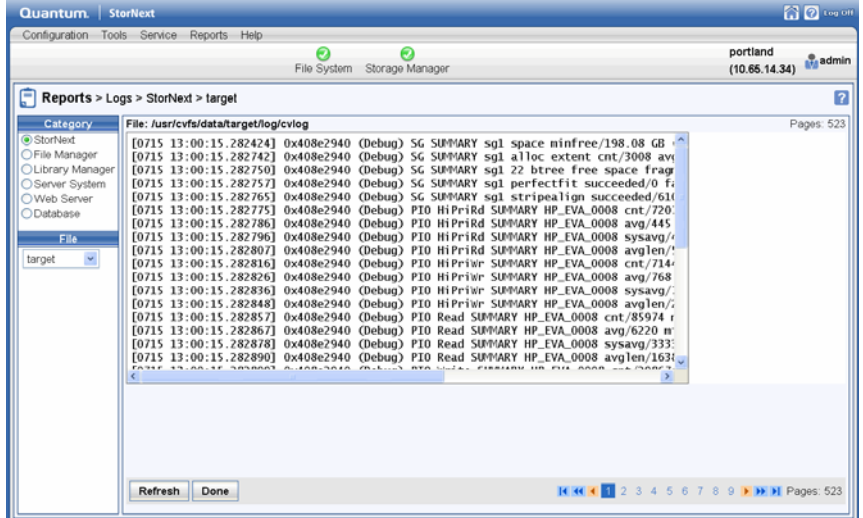 Quantum. StorNext Log Off
Configuration Tools Service Reports Help
File System Storage Manager
portland
(10.65.14.34) admin
Reports > Logs > StorNext > target
Category
StorNext
File Manager
Library Manager
Server System
Web Server
Database
File
target
File: /usr/cvfs/data/target/log/cvlog Pages: 523
[0715 13:00:15.282424] 0x408e2940 (Debug) SG SUMMARY sg1 space minfree/198.08 GB
[0715 13:00:15.282742] 0x408e2940 (Debug) SG SUMMARY sg1 alloc extent cnt/3008 avg
[0715 13:00:15.282750] 0x408e2940 (Debug) SG SUMMARY sg1 22 btree free space fragm
[0715 13:00:15.282757] 0x408e2940 (Debug) SG SUMMARY sg1 perfectfit succeeded/0 fa
[0715 13:00:15.282765] 0x408e2940 (Debug) SG SUMMARY sg1 stripealign succeeded/610
[0715 13:00:15.282775] 0x408e2940 (Debug) PIO HiPriRd SUMMARY HP_EVA_0008 cnt/720
[0715 13:00:15.282786] 0x408e2940 (Debug) PIO HiPriRd SUMMARY HP_EVA_0008 avg/445
[0715 13:00:15.282796] 0x408e2940 (Debug) PIO HiPriRd SUMMARY HP_EVA_0008 sysavg/
[0715 13:00:15.282807] 0x408e2940 (Debug) PIO HiPriRd SUMMARY HP_EVA_0008 avglen/
[0715 13:00:15.282816] 0x408e2940 (Debug) PIO HiPriWr SUMMARY HP_EVA_0008 cnt/714
[0715 13:00:15.282826] 0x408e2940 (Debug) PIO HiPriWr SUMMARY HP_EVA_0008 avg/768
[0715 13:00:15.282836] 0x408e2940 (Debug) PIO HiPriWr SUMMARY HP_EVA_0008 sysavg/
[0715 13:00:15.282848] 0x408e2940 (Debug) PIO HiPriWr SUMMARY HP_EVA_0008 avglen/
[0715 13:00:15.282857] 0x408e2940 (Debug) PIO Read SUMMARY HP_EVA_0008 cnt/85974
[0715 13:00:15.282867] 0x408e2940 (Debug) PIO Read SUMMARY HP_EVA_0008 avg/6220
[0715 13:00:15.282878] 0x408e2940 (Debug) PIO Read SUMMARY HP_EVA_0008 sysavg/333
[0715 13:00:15.282890] 0x408e2940 (Debug) PIO Read SUMMARY HP_EVA_0008 avglen/1638
Refresh Done
1 2 3 4 5 6 7 8 9 Pages: 523